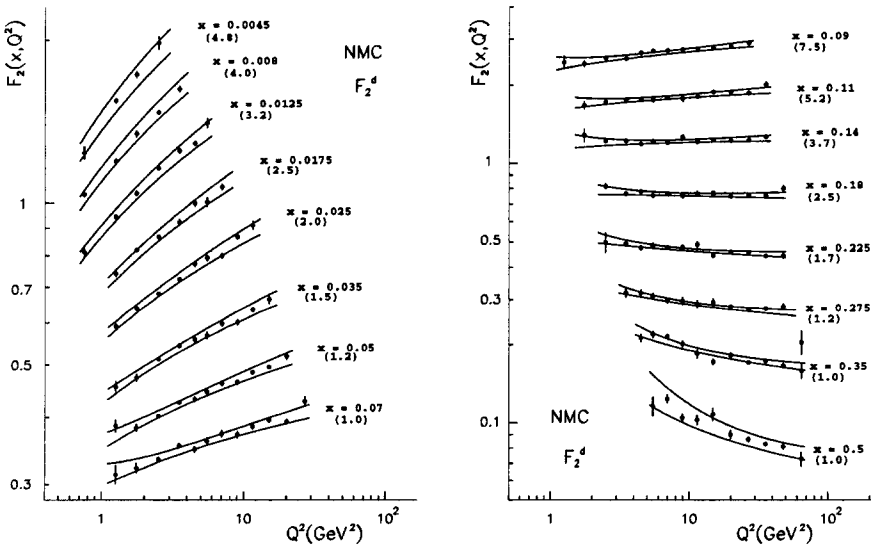 F₂(x,Q²)
2
1
0.7
0.5
0.3
x = 0.0045
(4.8)
x = 0.008
(4.0)
x = 0.0125
(3.2)
x = 0.0175
(2.5)
x = 0.025
(2.0)
x = 0.035
(1.5)
x = 0.05
(1.2)
x = 0.07
(1.0)
NMC
F₂ᵈ
1
10
10²
Q²(GeV²)
F₂(x,Q²)
1
0.5
0.3
0.1
x = 0.09
(7.5)
x = 0.11
(5.2)
x = 0.14
(3.7)
x = 0.18
(2.5)
x = 0.225
(1.7)
x = 0.275
(1.2)
x = 0.35
(1.0)
x = 0.5
(1.0)
NMC
F₂ᵈ
1
10
10²
Q²(GeV²)